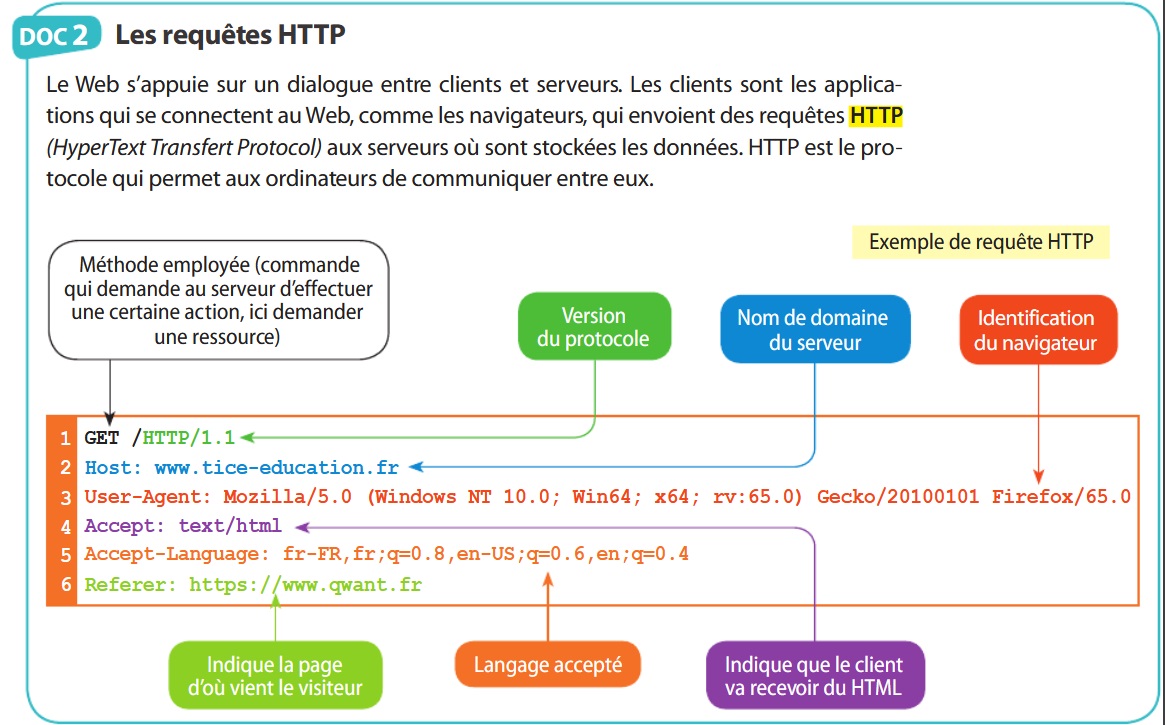 DOC 2 Les requêtes HTTP
Le Web s’appuie sur un dialogue entre clients et serveurs. Les clients sont les applica-
tions qui se connectent au Web, comme les navigateurs, qui envoient des requêtes HTTP
(HyperText Transfert Protocol) aux serveurs où sont stockées les données. HTTP est le pro-
tocole qui permet aux ordinateurs de communiquer entre eux.
Exemple de requête HTTP
Méthode employée (commande
qui demande au serveur d’effectuer
une certaine action, ici demander
une ressource)
Version
du protocole
Nom de domaine
du serveur
Identification
du navigateur
1 GET /HTTP/1.1
2 Host: www.tice-education.fr
3 User-Agent: Mozilla/5.0 (Windows NT 10.0; Win64; x64; rv:65.0) Gecko/20100101 Firefox/65.0
4 Accept: text/html
5 Accept-Language: fr-FR,fr;q=0.8,en-US;q=0.6,en;q=0.4
6 Referer: https://www.qwant.fr
Indique la page
d’où vient le visiteur
Langage accepté
Indique que le client
va recevoir du HTML